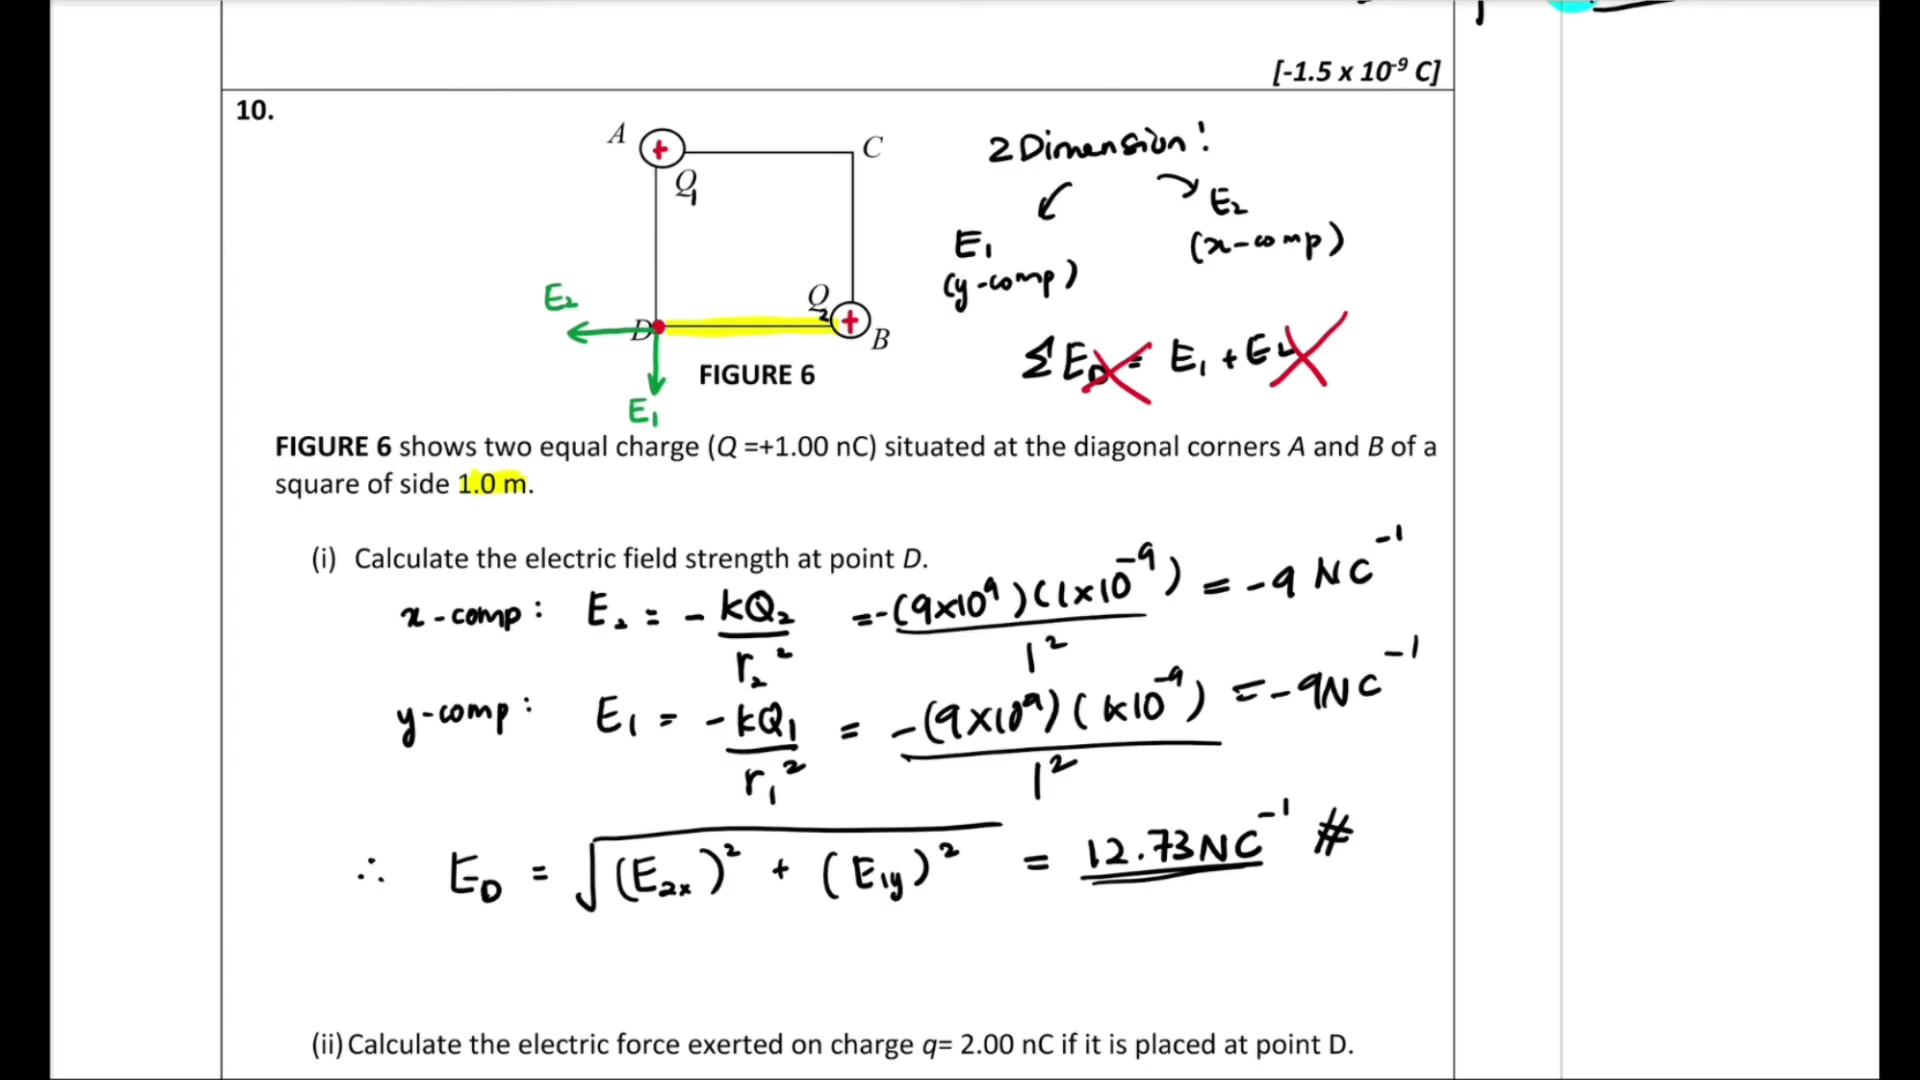 [-1.5 x 10⁻⁹ C]
10.
A
+
C
Q₁
2 Dimension!
E₂
(x-comp)
E₁
(y-comp)
E₂
Q₂
+
D
B
ΣE_D = E₁ + E₂
FIGURE 6
E₁
FIGURE 6 shows two equal charge (Q =+1.00 nC) situated at the diagonal corners A and B of a
square of side 1.0 m.
(i) Calculate the electric field strength at point D.
x-comp: E₂ = - kQ₂ / r₂² = -(9x10⁹)(1x10⁻⁹) / 1² = -9 NC⁻¹
y-comp: E₁ = -kQ₁ / r₁² = -(9x10⁹)(1x10⁻⁹) / 1² = -9NC⁻¹
∴ E_D = √(E₂ₓ)² + (E₁y)² = 12.73NC⁻¹ #
(ii) Calculate the electric force exerted on charge q= 2.00 nC if it is placed at point D.